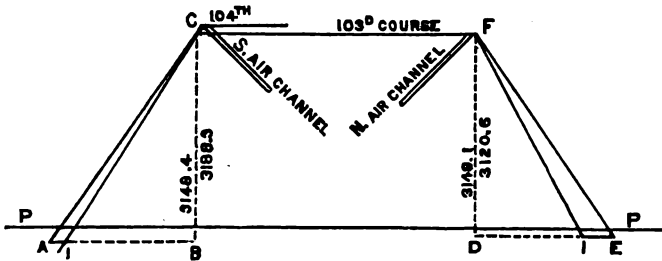 C 104TH 103D COURSE F
S. AIR CHANNEL
N. AIR CHANNEL
3148.4
3188.3
3149.1
3120.6
P P
A 1 B D 1 E